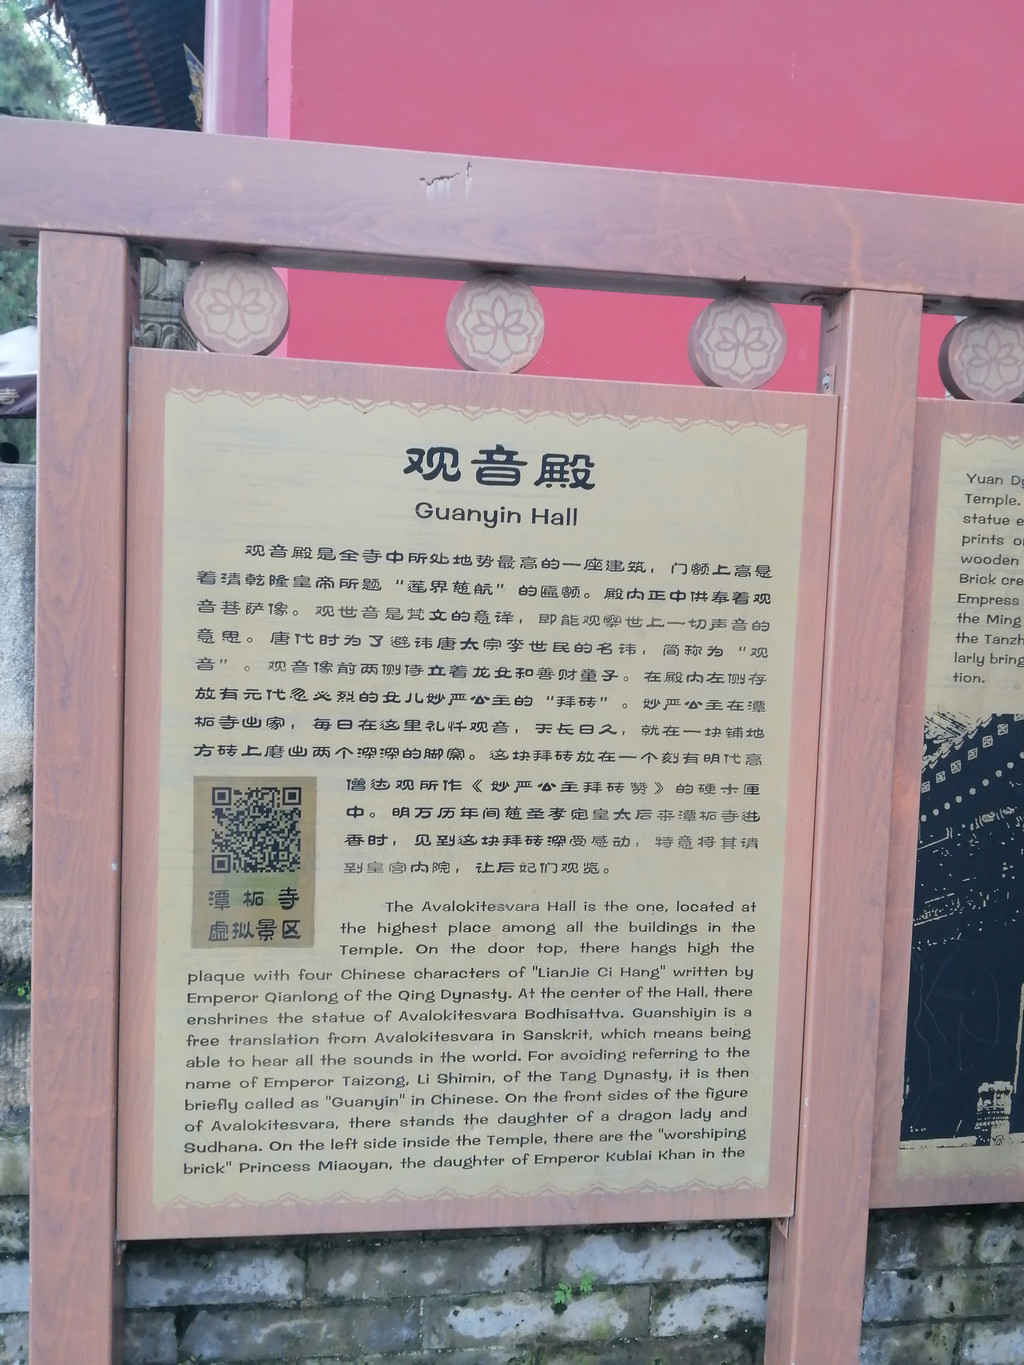 观音殿
Guanyin Hall
观音殿是全寺中所处地势最高的一座建筑，门额上高悬
着清乾隆皇帝所题“莲界慈航”的匾额。殿内正中供奉着观
音菩萨像。观世音是梵文的意译，即能观察世上一切声音的
意思。唐代时为了避讳唐太宗李世民的名讳，简称为“观
音”。观音像前两侧侍立着龙女和善财童子。在殿内左侧存
放有元代忽必烈的女儿妙严公主的“拜砖”。妙严公主在潭
柘寺出家，每日在这里礼忏观音，天长日久，就在一块铺地
方砖上磨出两个深深的脚窝。这块拜砖放在一个刻有明代高
僧达观所作《妙严公主拜砖赞》的硬木匣
中。明万历年间慈圣孝定皇太后来潭柘寺进
香时，见到这块拜砖深受感动，特意将其请
到皇宫内院，让后妃们观览。
潭柘寺
虚拟景区
The Avalokitesvara Hall is the one, located at
the highest place among all the buildings in the
Temple. On the door top, there hangs high the
plaque with four Chinese characters of "LianJie Ci Hang" written by
Emperor Qianlong of the Qing Dynasty. At the center of the Hall, there
enshrines the statue of Avalokitesvara Bodhisattva. Guanshiyin is a
free translation from Avalokitesvara in Sanskrit, which means being
able to hear all the sounds in the world. For avoiding referring to the
name of Emperor Taizong, Li Shimin, of the Tang Dynasty, it is then
briefly called as "Guanyin" in Chinese. On the front sides of the figure
of Avalokitesvara, there stands the daughter of a dragon lady and
Sudhana. On the left side inside the Temple, there are the "worshiping
brick" Princess Miaoyan, the daughter of Emperor Kublai Khan in the
Yuan Dy
Temple.
statue e
prints o
wooden
Brick cre
Empress
the Ming
the Tanzh
larly bring
tion.
寺